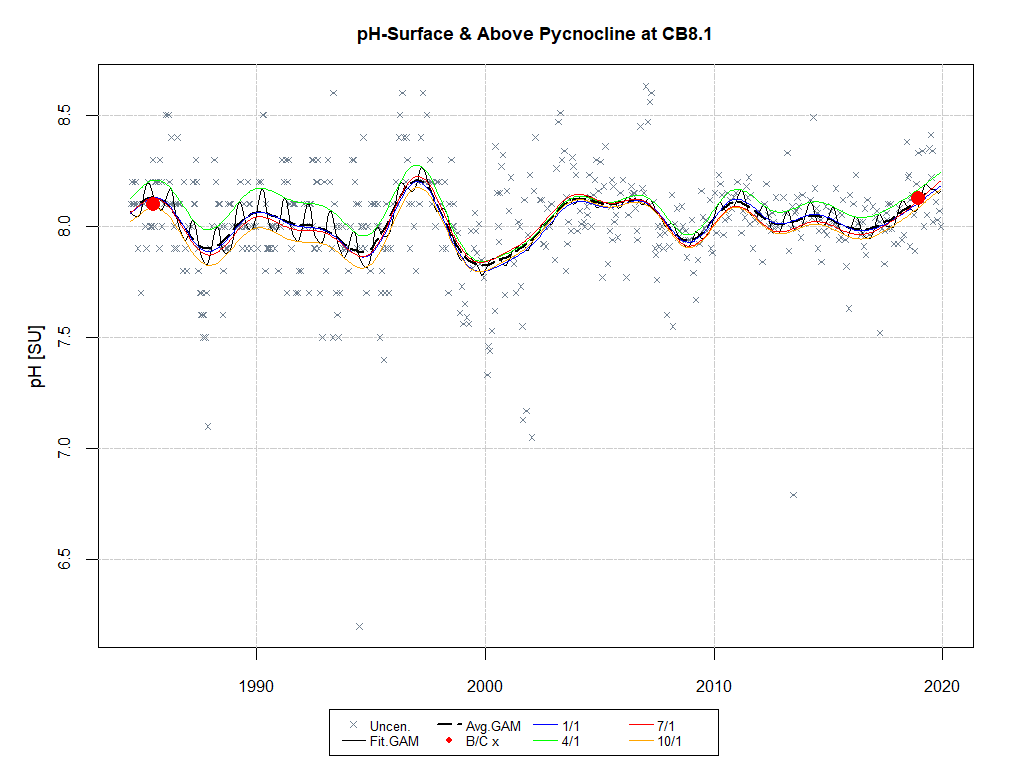 pH-Surface & Above Pycnocline at CB8.1
8.5
8.0
7.5
7.0
6.5
pH [SU]
1990 2000 2010 2020
Uncen. Avg.GAM 1/1 7/1
Fit.GAM B/C x 4/1 10/1